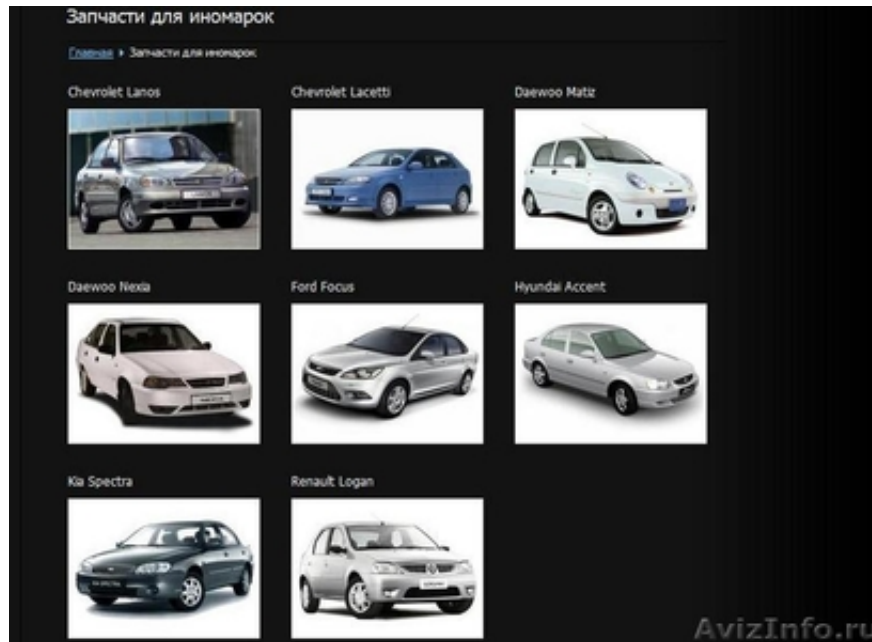 Запчасти для иномарок
Главная ▸ Запчасти для иномарок
Chevrolet Lanos
Chevrolet Lacetti
Daewoo Matiz
Daewoo Nexia
Ford Focus
Hyundai Accent
Kia Spectra
Renault Logan
AvizInfo.ru